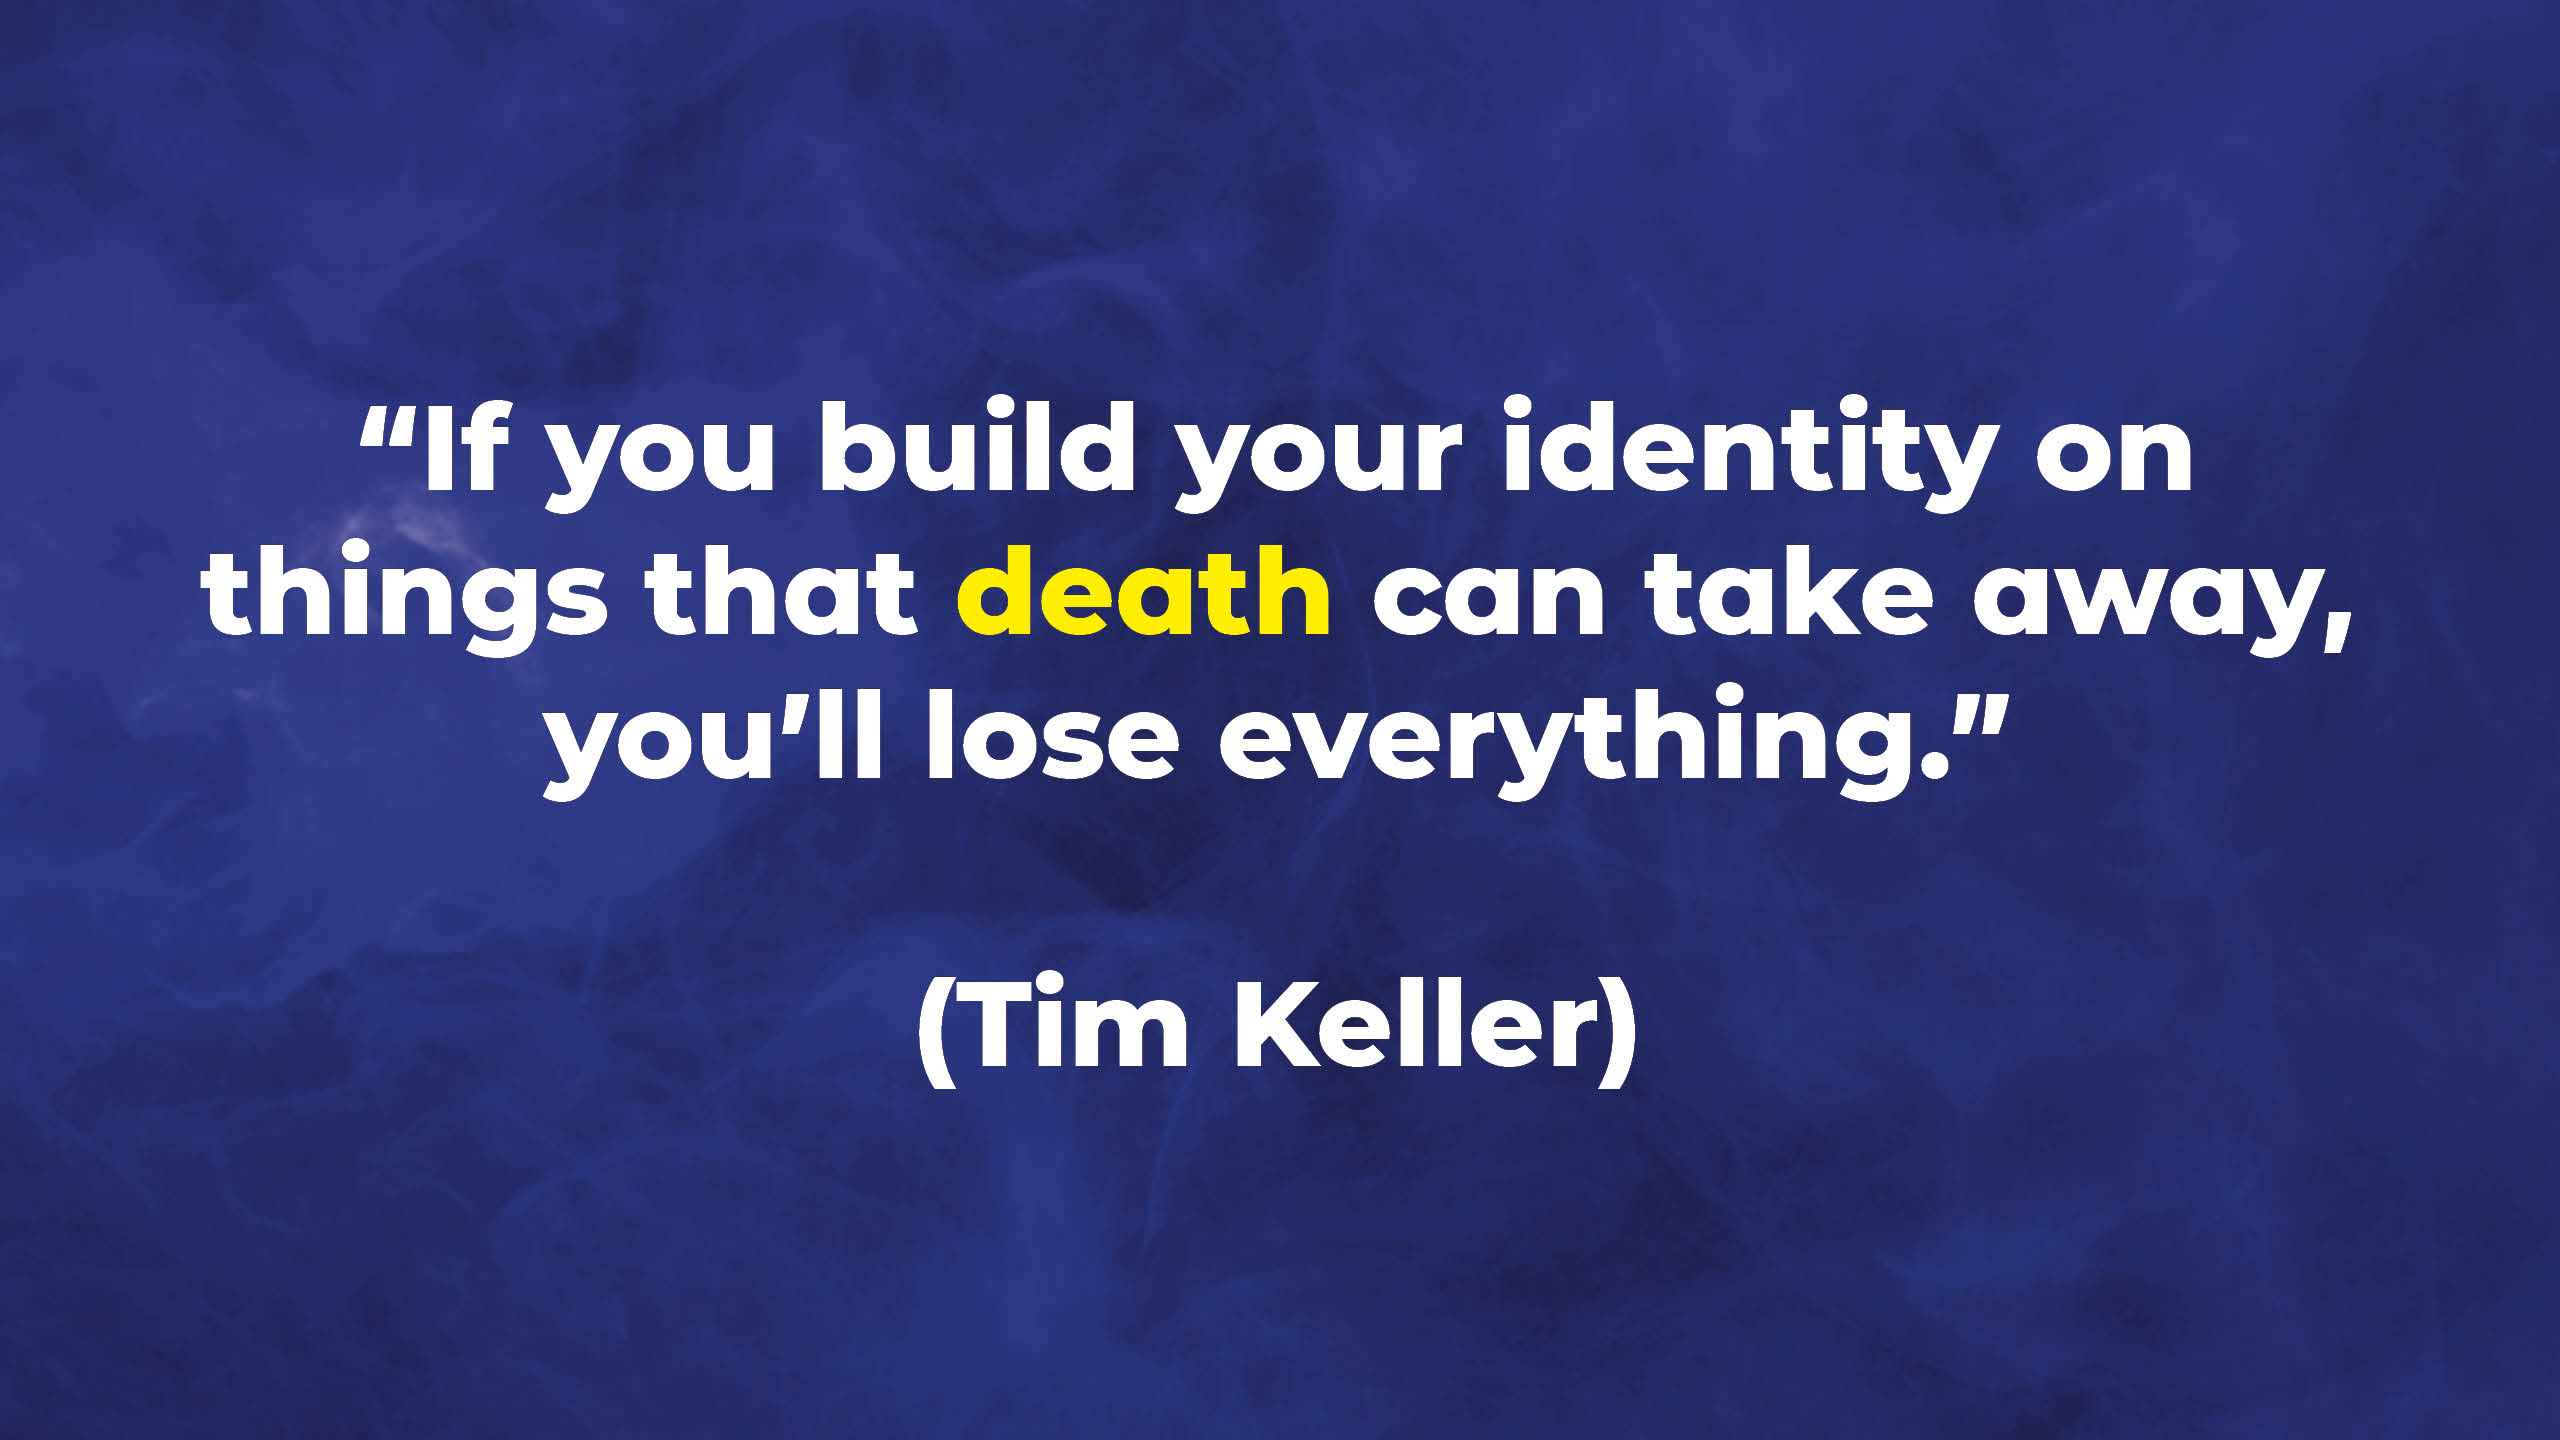 “If you build your identity on
things that death can take away,
you’ll lose everything.”
(Tim Keller)